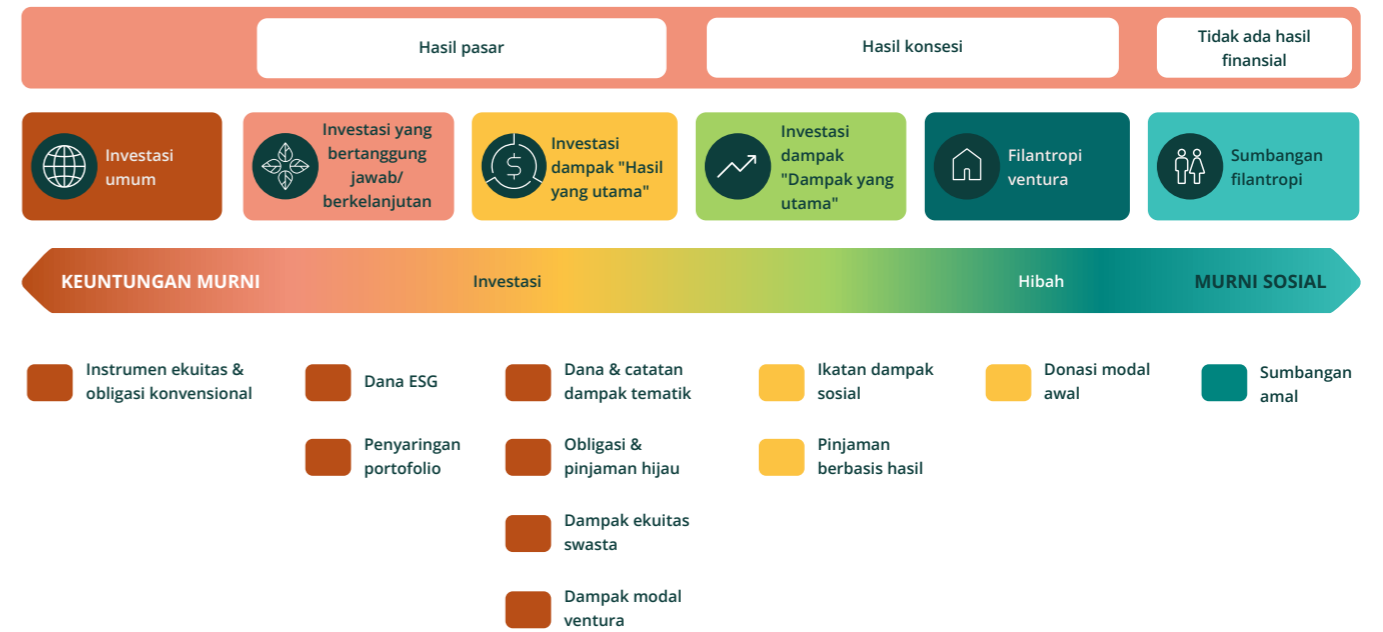 Hasil pasar
Hasil konsesi
Tidak ada hasil
finansial
Investasi
umum
Investasi yang
bertanggung
jawab/
berkelanjutan
Investasi
dampak "Hasil
yang utama"
Investasi
dampak
"Dampak yang
utama"
Filantropi
ventura
Sumbangan
filantropi
KEUNTUNGAN MURNI
Investasi
Hibah
MURNI SOSIAL
Instrumen ekuitas &
obligasi konvensional
Dana ESG
Penyaringan
portofolio
Dana & catatan
dampak tematik
Obligasi &
pinjaman hijau
Dampak ekuitas
swasta
Dampak modal
ventura
Ikatan dampak
sosial
Pinjaman
berbasis hasil
Donasi modal
awal
Sumbangan
amal